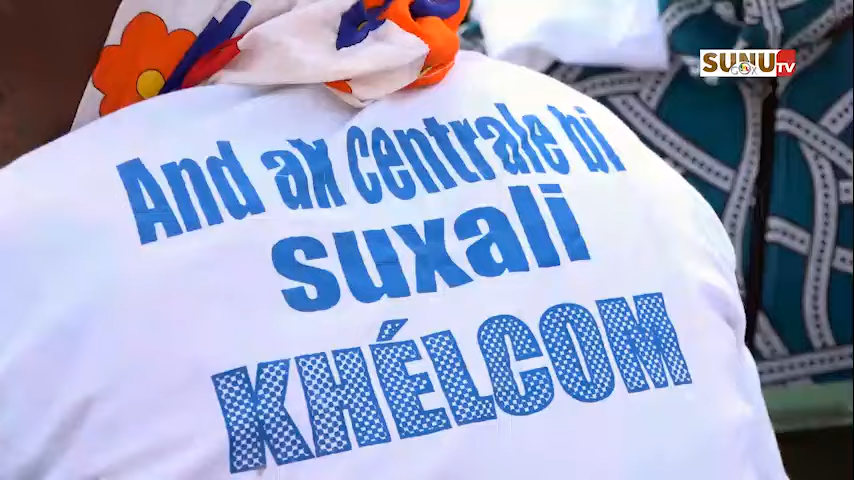 And ak centrale bi
suxali
KHÉLCOM
SUNU
TV